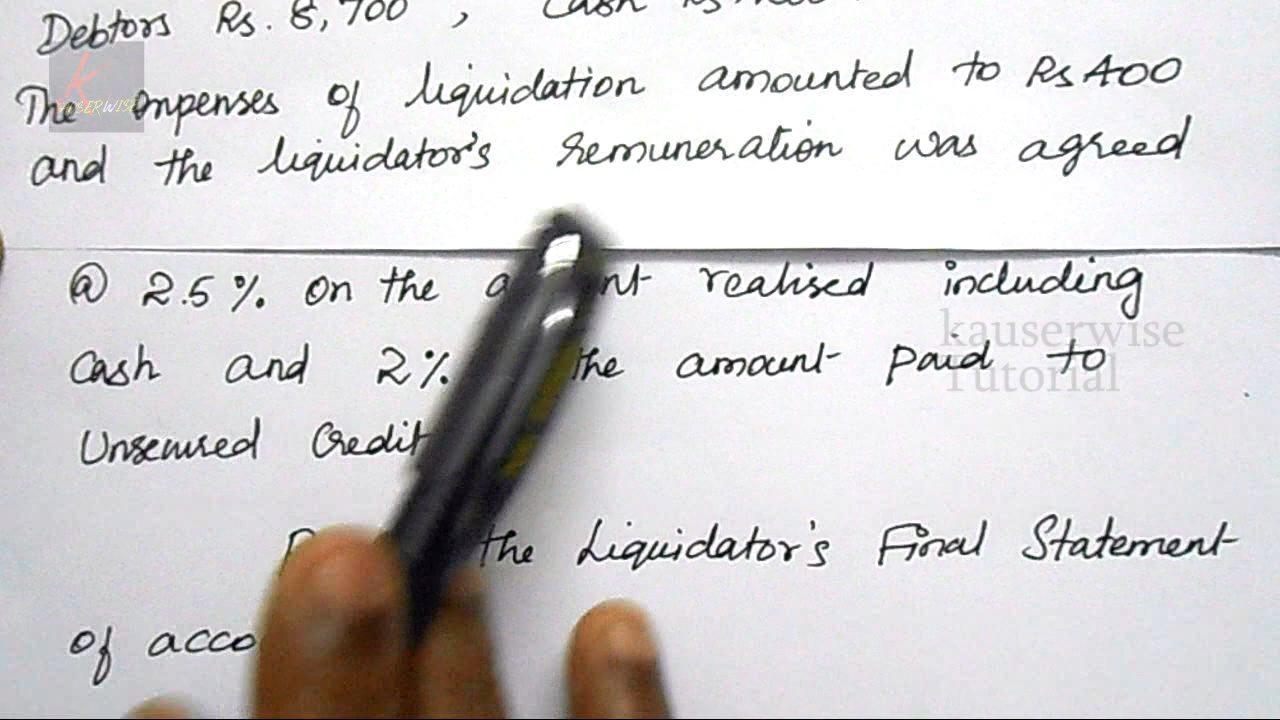 Debtors Rs. 8,700 , Cash
The expenses of liquidation amounted to Rs 400
and the liquidator's remuneration was agreed
@ 2.5% on the realised including
Cash and 2% the amount paid to
Unsecured
the Liquidator's Final Statement
of
kauserwise
Tutorial
KAUSERWISE